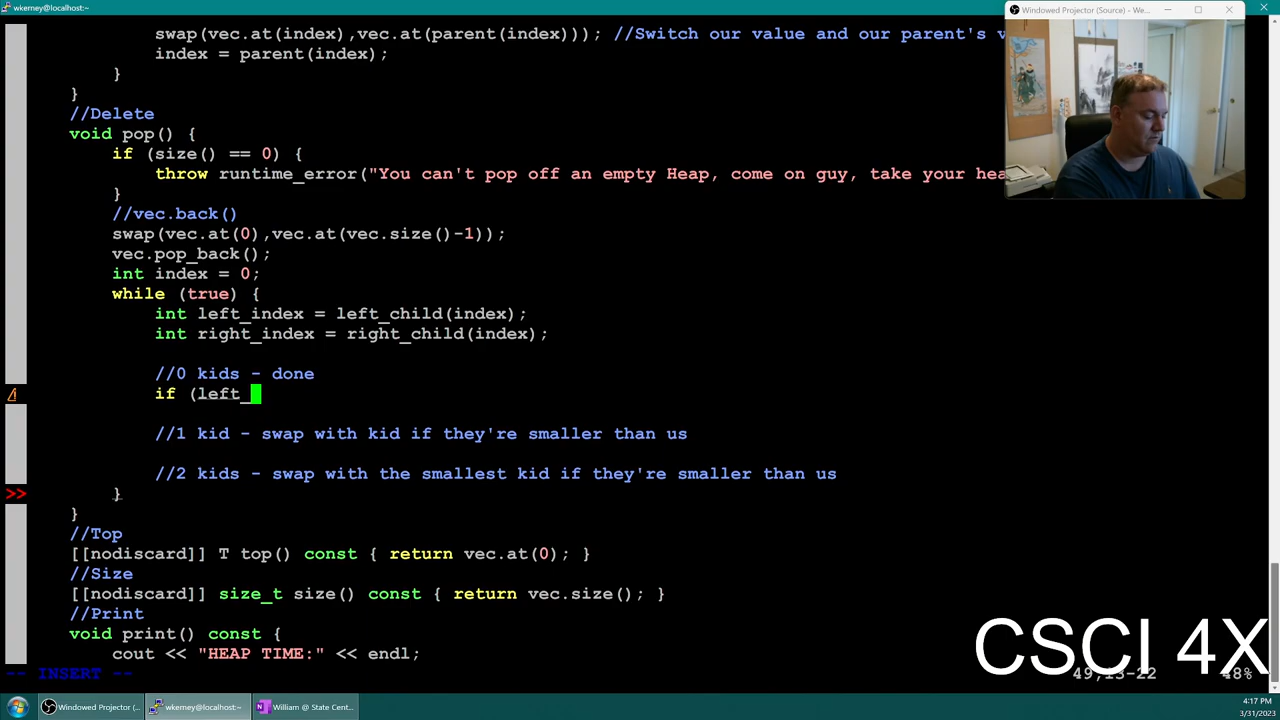 wkerney@localhost:~
Windowed Projector (Source) - We...
swap(vec.at(index),vec.at(parent(index))); //Switch our value and our parent's v
index = parent(index);
}
}
//Delete
void pop() {
if (size() == 0) {
throw runtime_error("You can't pop off an empty Heap, come on guy, take your hea
}
//vec.back()
swap(vec.at(0),vec.at(vec.size()-1));
vec.pop_back();
int index = 0;
while (true) {
int left_index = left_child(index);
int right_index = right_child(index);
//0 kids - done
if (left_
//1 kid - swap with kid if they're smaller than us
//2 kids - swap with the smallest kid if they're smaller than us
>> }
}
//Top
[[nodiscard]] T top() const { return vec.at(0); }
//Size
[[nodiscard]] size_t size() const { return vec.size(); }
//Print
void print() const {
cout << "HEAP TIME:" << endl;
-- INSERT --
49,13-22
48%
CSCI 4X
Windowed Projector (...
wkerney@localhost:~
William @ State Cent...
4:17 PM
3/31/2023